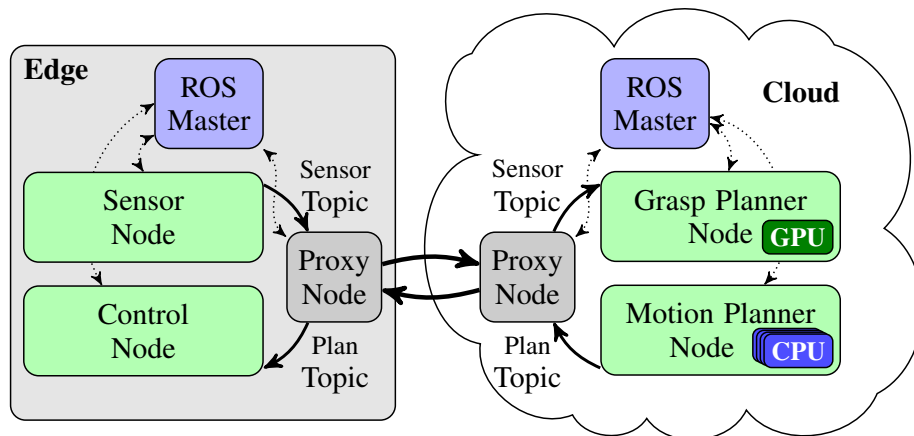 Edge
ROS
Master
Sensor
Node
Control
Node
Sensor
Topic
Proxy
Node
Plan
Topic
Cloud
ROS
Master
Sensor
Topic
Proxy
Node
Plan
Topic
Grasp Planner
Node GPU
Motion Planner
Node CPU